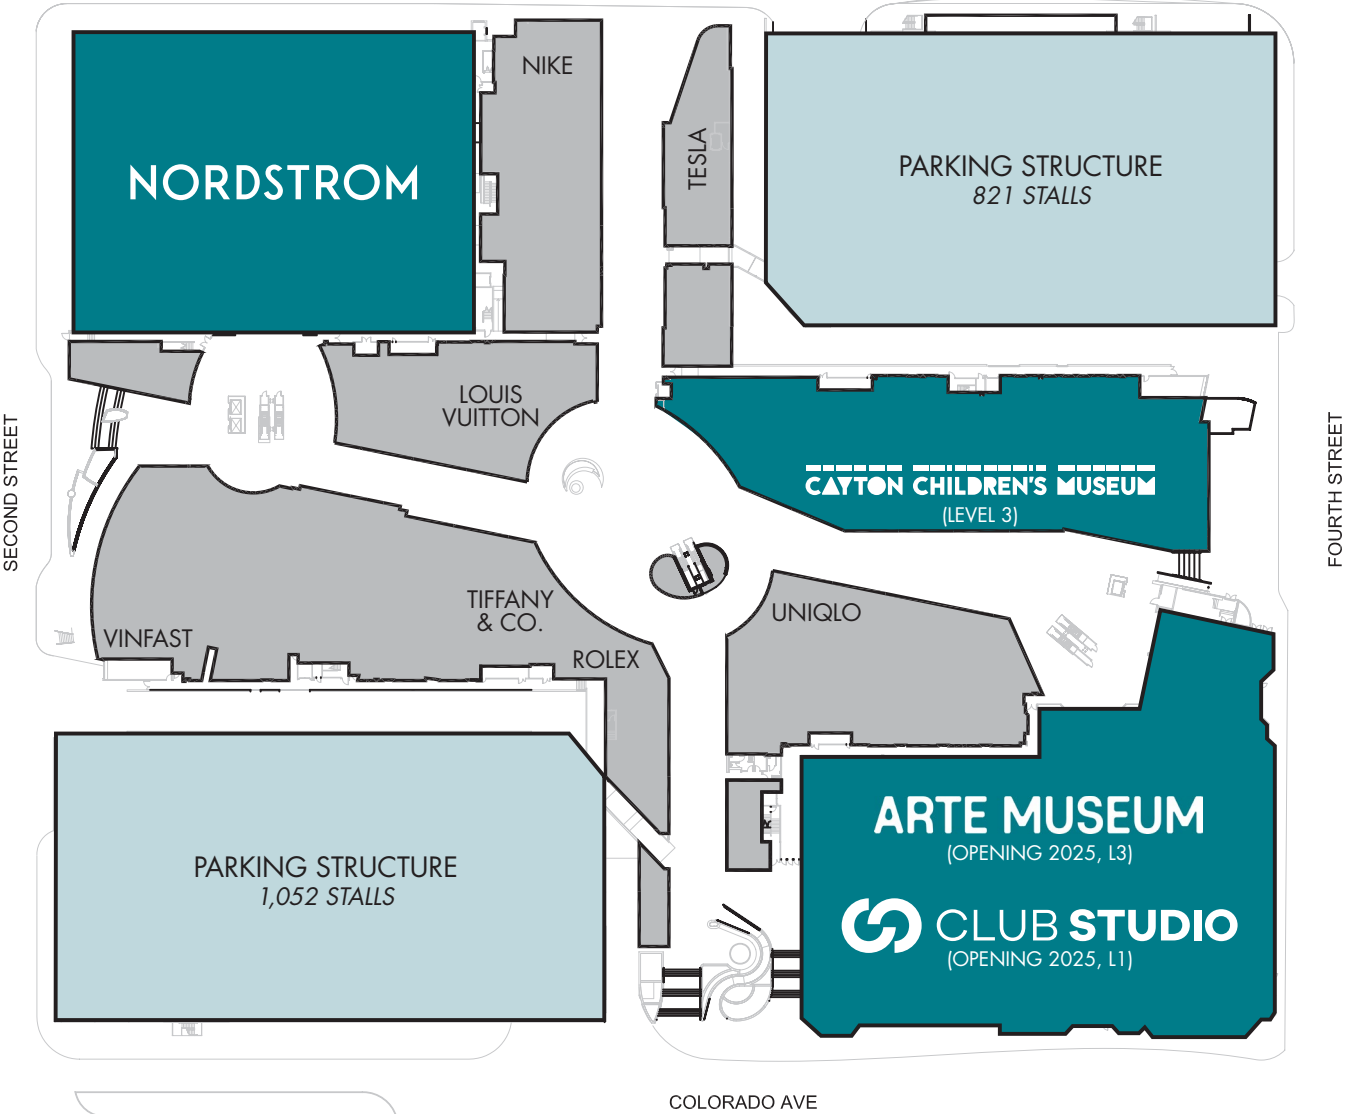 NIKE
NORDSTROM
TESLA
PARKING STRUCTURE
821 STALLS
LOUIS
VUITTON
SECOND STREET
FOURTH STREET
CAYTON CHILDREN'S MUSEUM
(LEVEL 3)
TIFFANY
& CO.
UNIQLO
VINFAST
ROLEX
ARTE MUSEUM
(OPENING 2025, L3)
PARKING STRUCTURE
1,052 STALLS
CLUB STUDIO
(OPENING 2025, L1)
COLORADO AVE